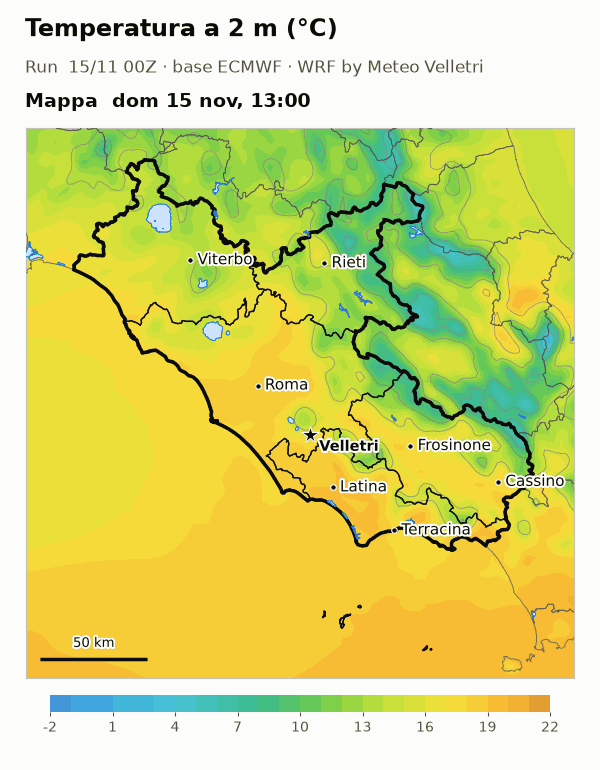 Temperatura a 2 m (°C)
Run  15/11 00Z · base ECMWF · WRF by Meteo Velletri
Mappa  dom 15 nov, 13:00
Viterbo
Rieti
Roma
Velletri
Frosinone
Cassino
Latina
Terracina
50 km
-2 1 4 7 10 13 16 19 22